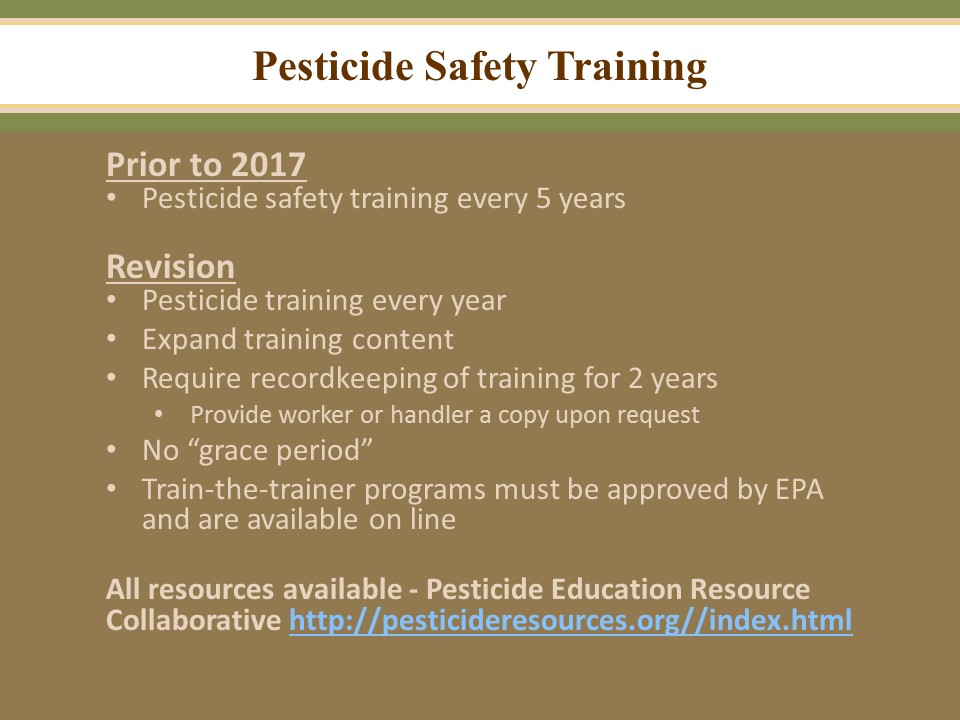 Pesticide Safety Training
Prior to 2017
• Pesticide safety training every 5 years
Revision
• Pesticide training every year
• Expand training content
• Require recordkeeping of training for 2 years
• Provide worker or handler a copy upon request
• No “grace period”
• Train-the-trainer programs must be approved by EPA
and are available on line
All resources available - Pesticide Education Resource
Collaborative http://pesticideresources.org//index.html